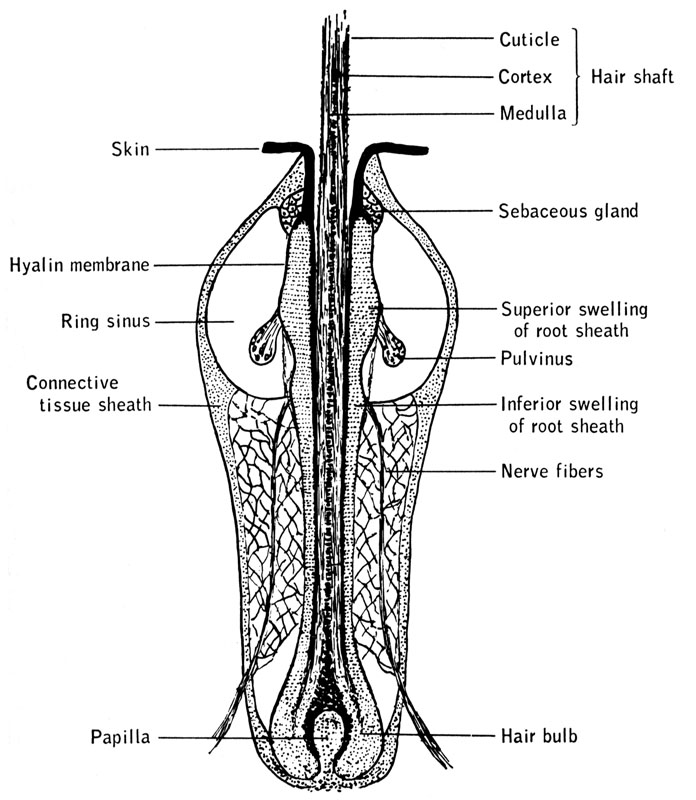 Cuticle
Cortex
Hair shaft
Medulla
Skin
Sebaceous gland
Hyalin membrane
Ring sinus
Superior swelling
of root sheath
Pulvinus
Connective
tissue sheath
Inferior swelling
of root sheath
Nerve fibers
Papilla
Hair bulb